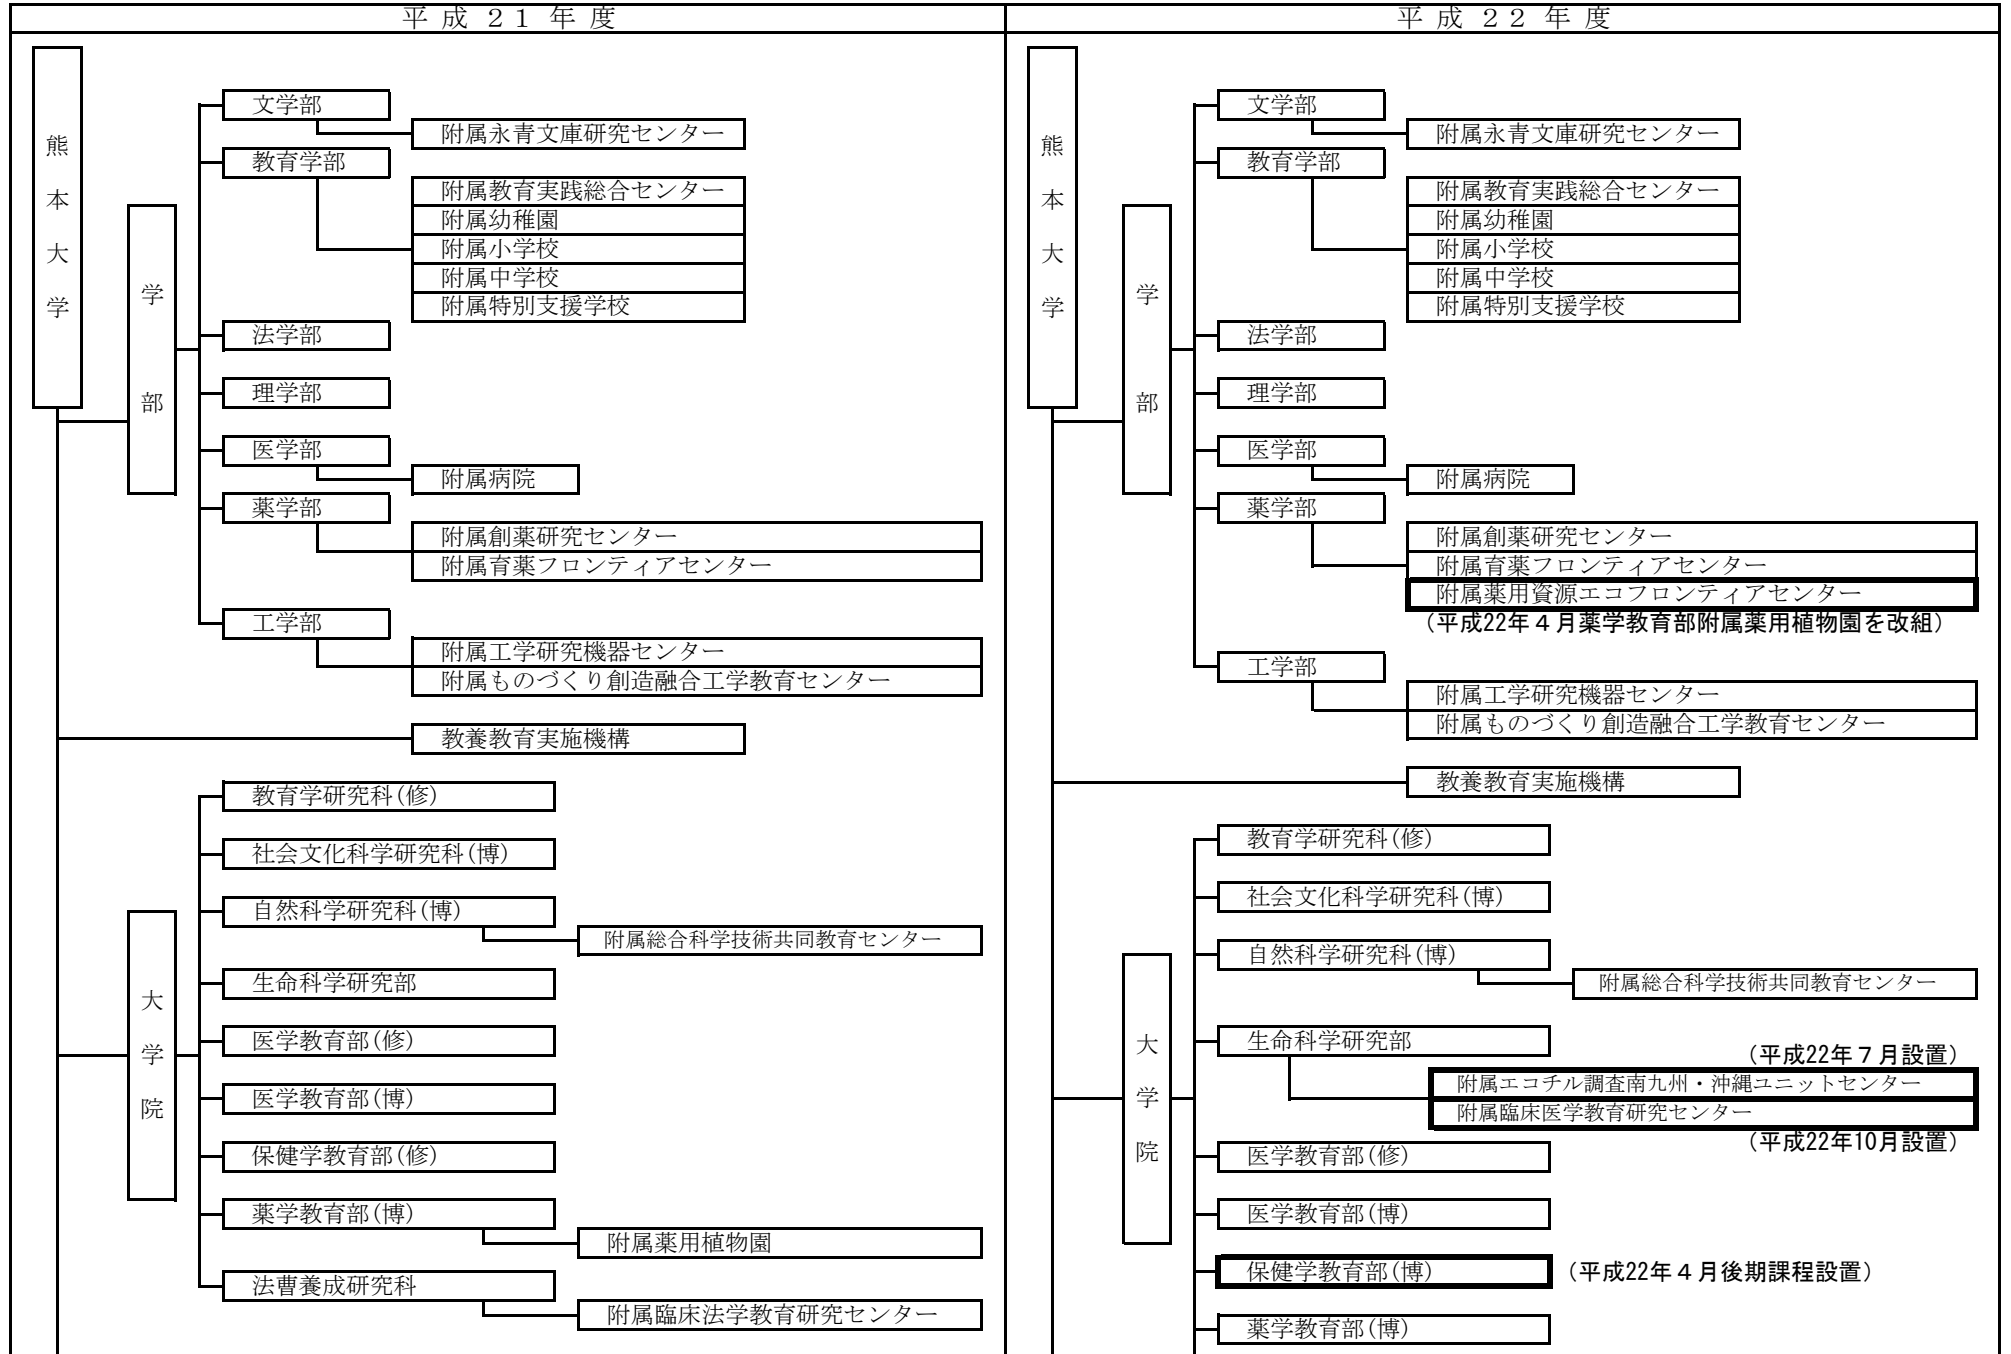 平成２１年度
熊本大学
学部
文学部
附属永青文庫研究センター
教育学部
附属教育実践総合センター
附属幼稚園
附属小学校
附属中学校
附属特別支援学校
法学部
理学部
医学部
附属病院
薬学部
附属創薬研究センター
附属育薬フロンティアセンター
工学部
附属工学研究機器センター
附属ものづくり創造融合工学教育センター
教養教育実施機構
大学院
教育学研究科(修)
社会文化科学研究科(博)
自然科学研究科(博)
附属総合科学技術共同教育センター
生命科学研究部
医学教育部(修)
医学教育部(博)
保健学教育部(修)
薬学教育部(博)
附属薬用植物園
法曹養成研究科
附属臨床法学教育研究センター
平成２２年度
熊本大学
学部
文学部
附属永青文庫研究センター
教育学部
附属教育実践総合センター
附属幼稚園
附属小学校
附属中学校
附属特別支援学校
法学部
理学部
医学部
附属病院
薬学部
附属創薬研究センター
附属育薬フロンティアセンター
附属薬用資源エコフロンティアセンター
（平成22年４月薬学教育部附属薬用植物園を改組）
工学部
附属工学研究機器センター
附属ものづくり創造融合工学教育センター
教養教育実施機構
大学院
教育学研究科(修)
社会文化科学研究科(博)
自然科学研究科(博)
附属総合科学技術共同教育センター
生命科学研究部
（平成22年７月設置）
附属エコチル調査南九州・沖縄ユニットセンター
附属臨床医学教育研究センター
（平成22年10月設置）
医学教育部(修)
医学教育部(博)
保健学教育部(博)
（平成22年４月後期課程設置）
薬学教育部(博)